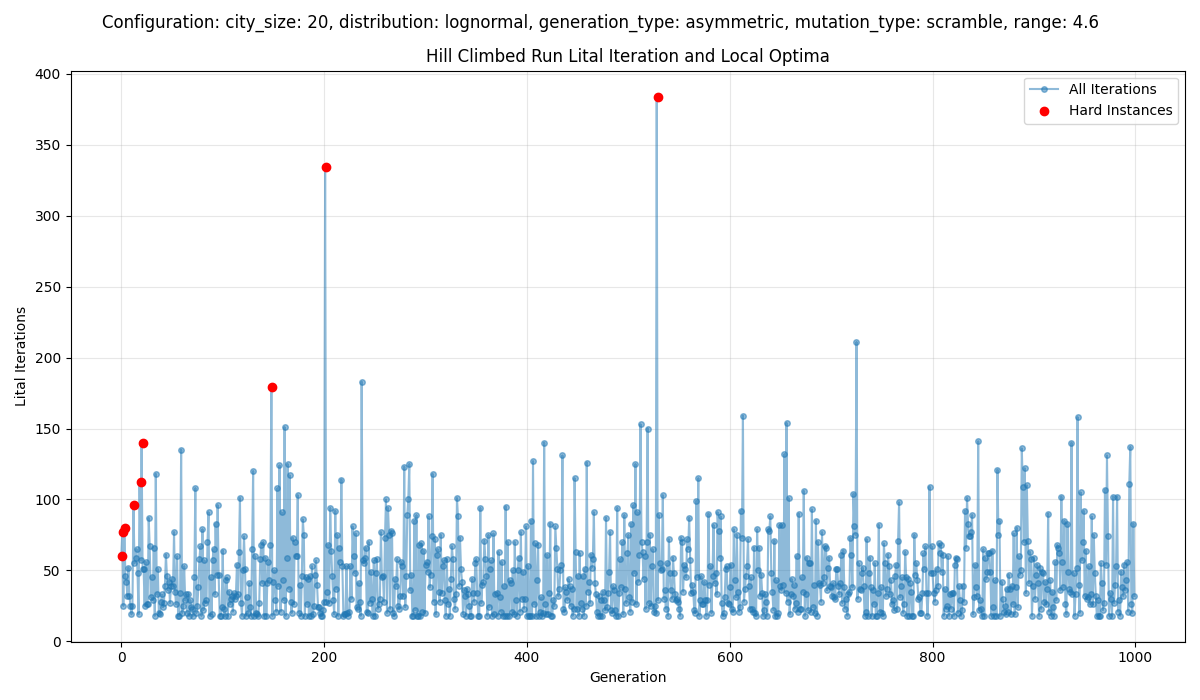 Configuration: city_size: 20, distribution: lognormal, generation_type: asymmetric, mutation_type: scramble, range: 4.6
Hill Climbed Run Lital Iteration and Local Optima
All Iterations
Hard Instances
Lital Iterations
400
350
300
250
200
150
100
50
0
0 200 400 600 800 1000
Generation